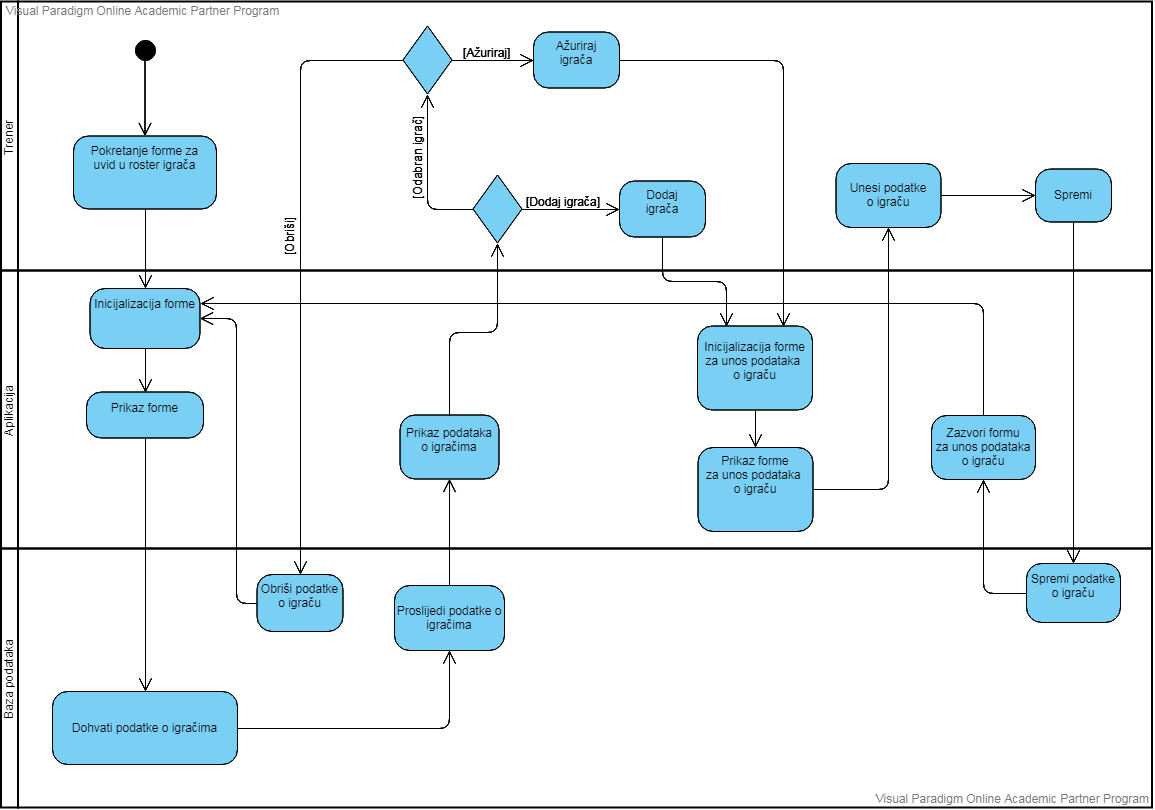 Visual Paradigm Online Academic Partner Program
Trener
[Ažuriraj]
Ažuriraj
igrača
Pokretanje forme za
uvid u roster igrača
[Odabran igrač]
[Dodaj igrača]
Dodaj
igrača
Unesi podatke
o igraču
Spremi
[Obriši]
Aplikacija
Inicijalizacija forme
Prikaz forme
Prikaz podataka
o igračima
Inicijalizacija forme
za unos podataka
o igraču
Prikaz forme
za unos podataka
o igraču
Zazvori formu
za unos podataka
o igraču
Baza podataka
Obriši podatke
o igraču
Proslijedi podatke o
igračima
Spremi podatke
o igraču
Dohvati podatke o igračima
Visual Paradigm Online Academic Partner Program